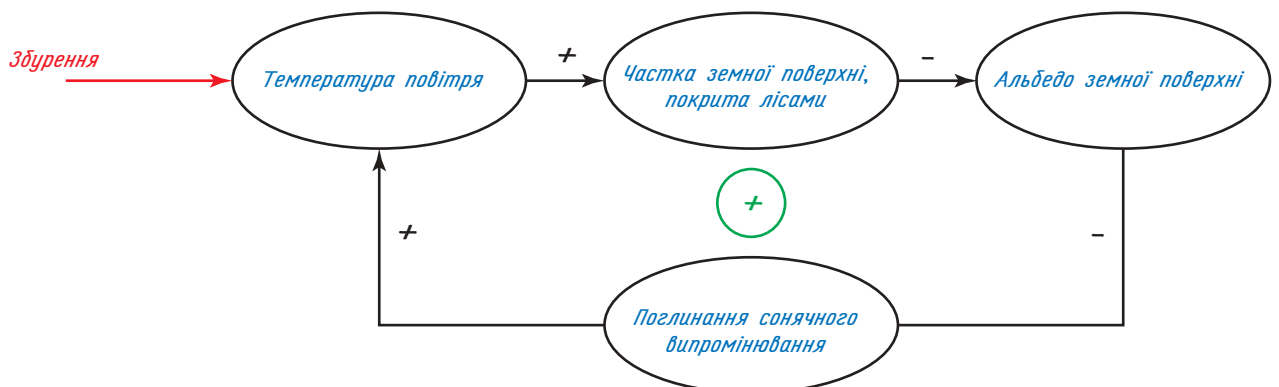 Збурення
Температура повітря
+
Частка земної поверхні,
покрита лісами
–
Альбедо земної поверхні
+
+
–
Поглинання сонячного
випромінювання